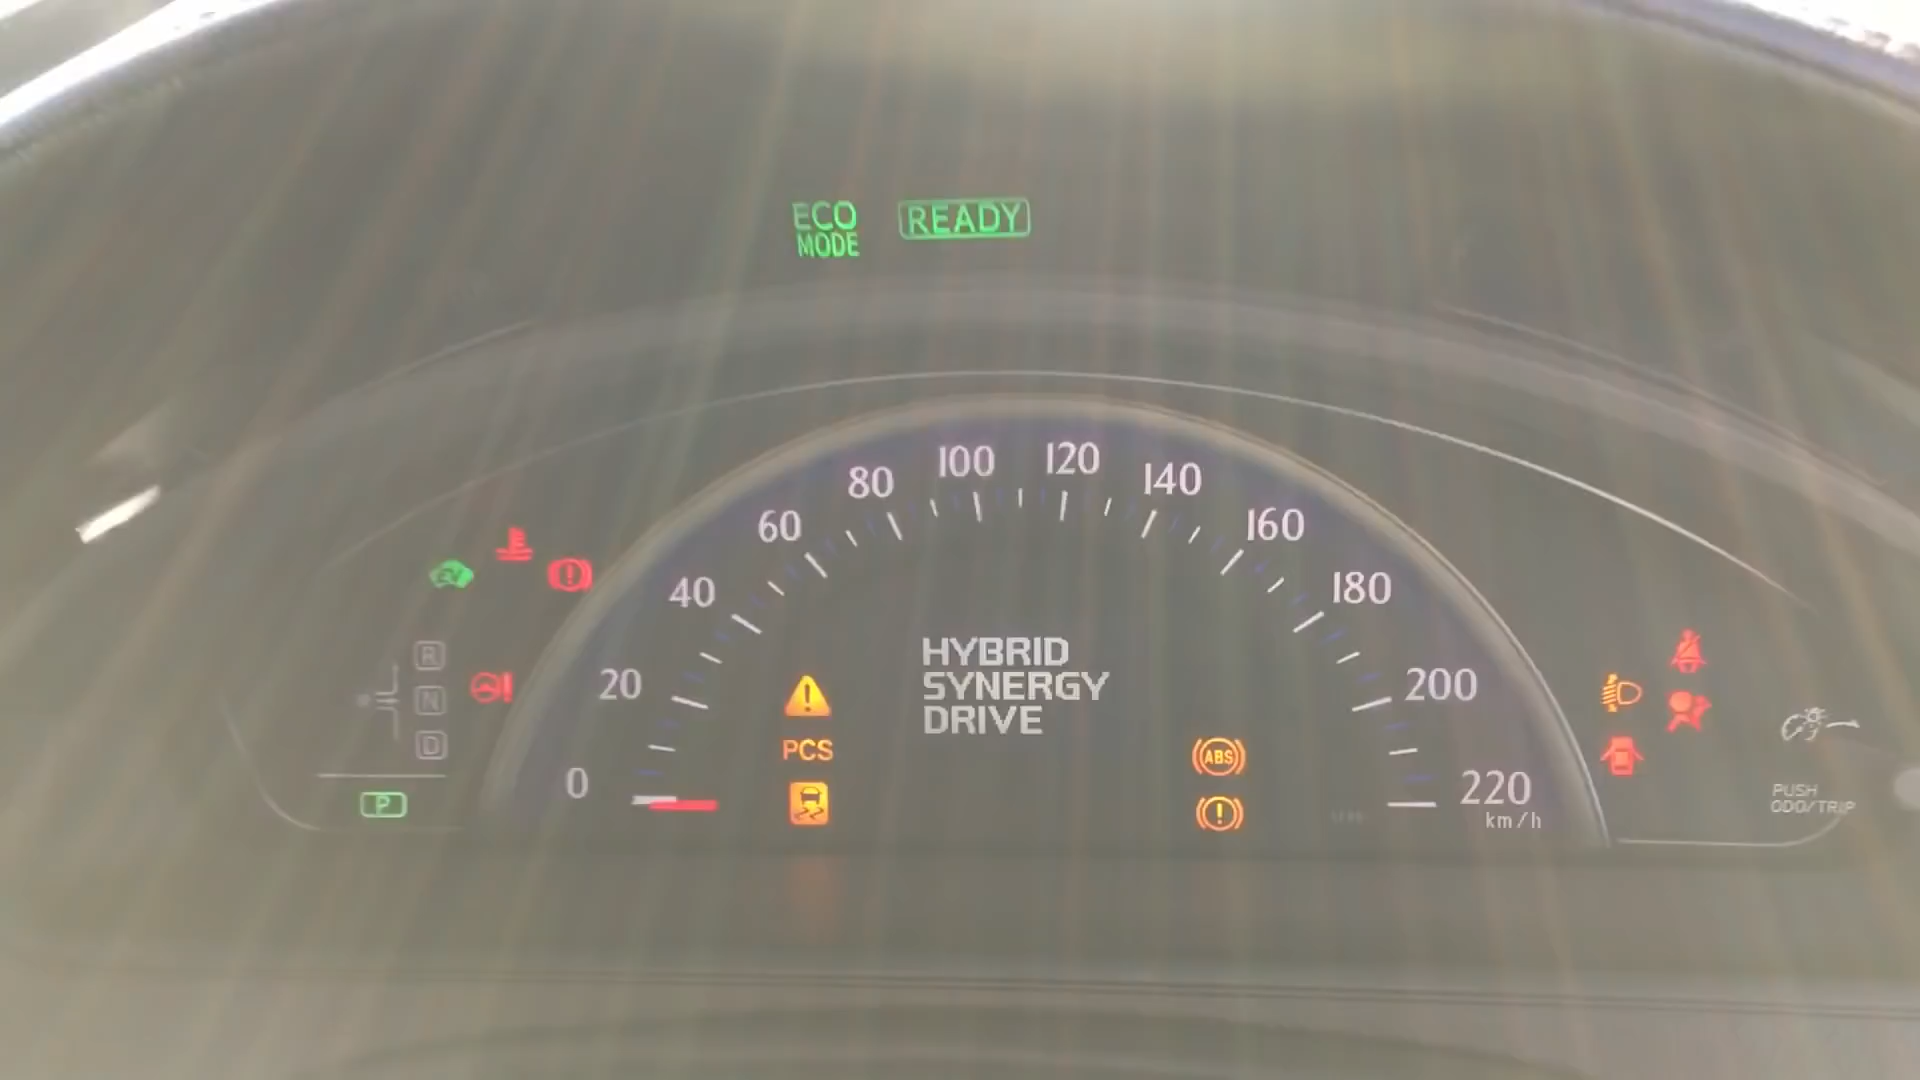 ECO
MODE
READY
100
120
80
140
60
160
40
180
EV
R
N
D
P
20
HYBRID
SYNERGY
DRIVE
200
PCS
ABS
0
220
km/h
PUSH
ODO/TRIP